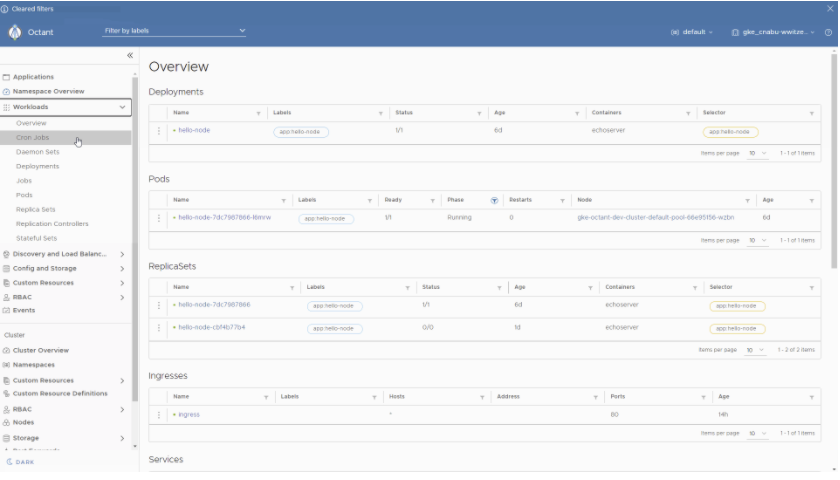 Cleared filters
Octant
Filter by labels
default
gke_cnabu-wwitze...
Applications
Namespace Overview
Workloads
Overview
Cron Jobs
Daemon Sets
Deployments
Jobs
Pods
Replica Sets
Replication Controllers
Stateful Sets
Discovery and Load Balanc...
Config and Storage
Custom Resources
RBAC
Events
Cluster
Cluster Overview
Namespaces
Custom Resources
Custom Resource Definitions
RBAC
Nodes
Storage
DARK
Overview
Deployments
Name Labels Status Age Containers Selector
hello-node app:hello-node 1/1 6d echoserver app:hello-node
Items per page 10 1 - 1 of 1 items
Pods
Name Labels Ready Phase Restarts Node Age
hello-node-7dc7987866-l6mrw app:hello-node 1/1 Running 0 gke-octant-dev-cluster-default-pool-66e95156-wzbn 6d
Items per page 10 1 - 1 of 1 items
ReplicaSets
Name Labels Status Age Containers Selector
hello-node-7dc7987866 app:hello-node 1/1 6d echoserver app:hello-node
hello-node-cbf4b77b4 app:hello-node 0/0 1d echoserver app:hello-node
Items per page 10 1 - 2 of 2 items
Ingresses
Name Labels Hosts Address Ports Age
ingress * 80 14h
Items per page 10 1 - 1 of 1 items
Services